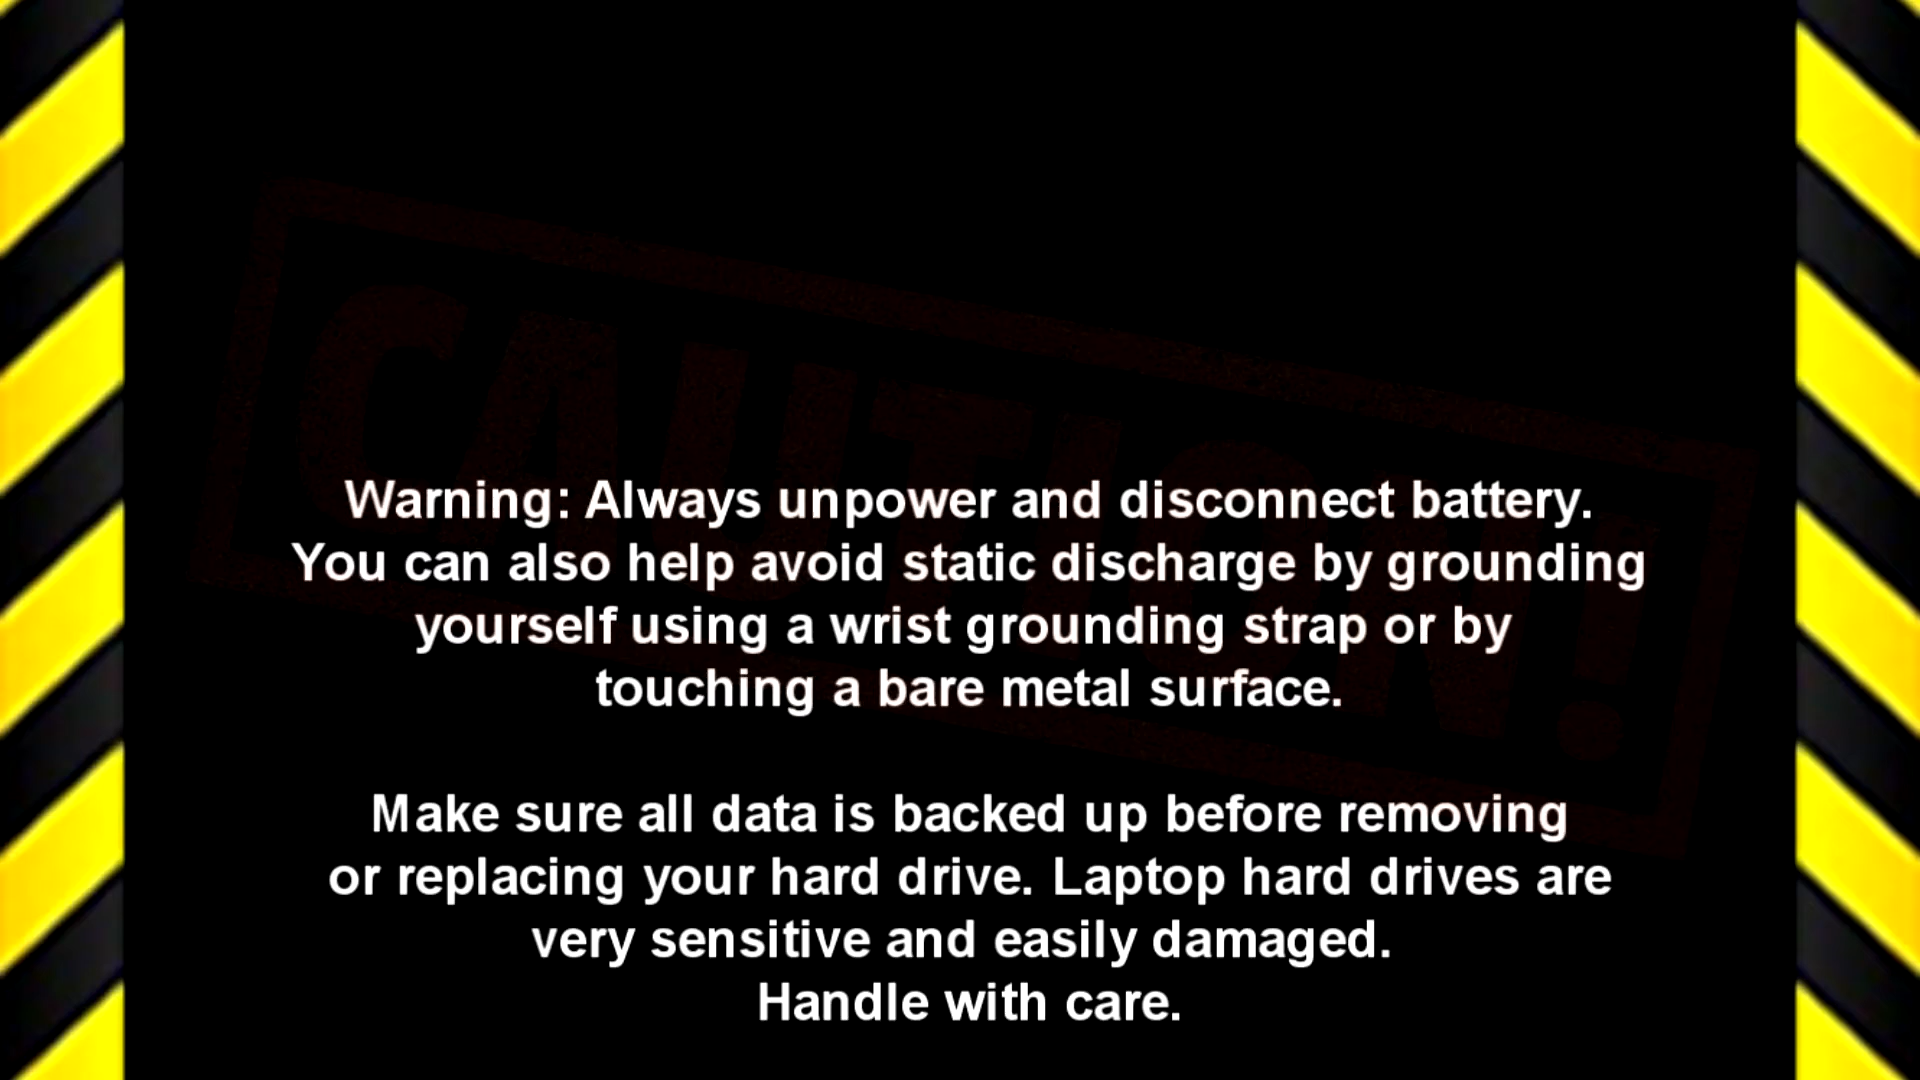 CAUTION!
Warning: Always unpower and disconnect battery.
You can also help avoid static discharge by grounding
yourself using a wrist grounding strap or by
touching a bare metal surface.
Make sure all data is backed up before removing
or replacing your hard drive. Laptop hard drives are
very sensitive and easily damaged.
Handle with care.